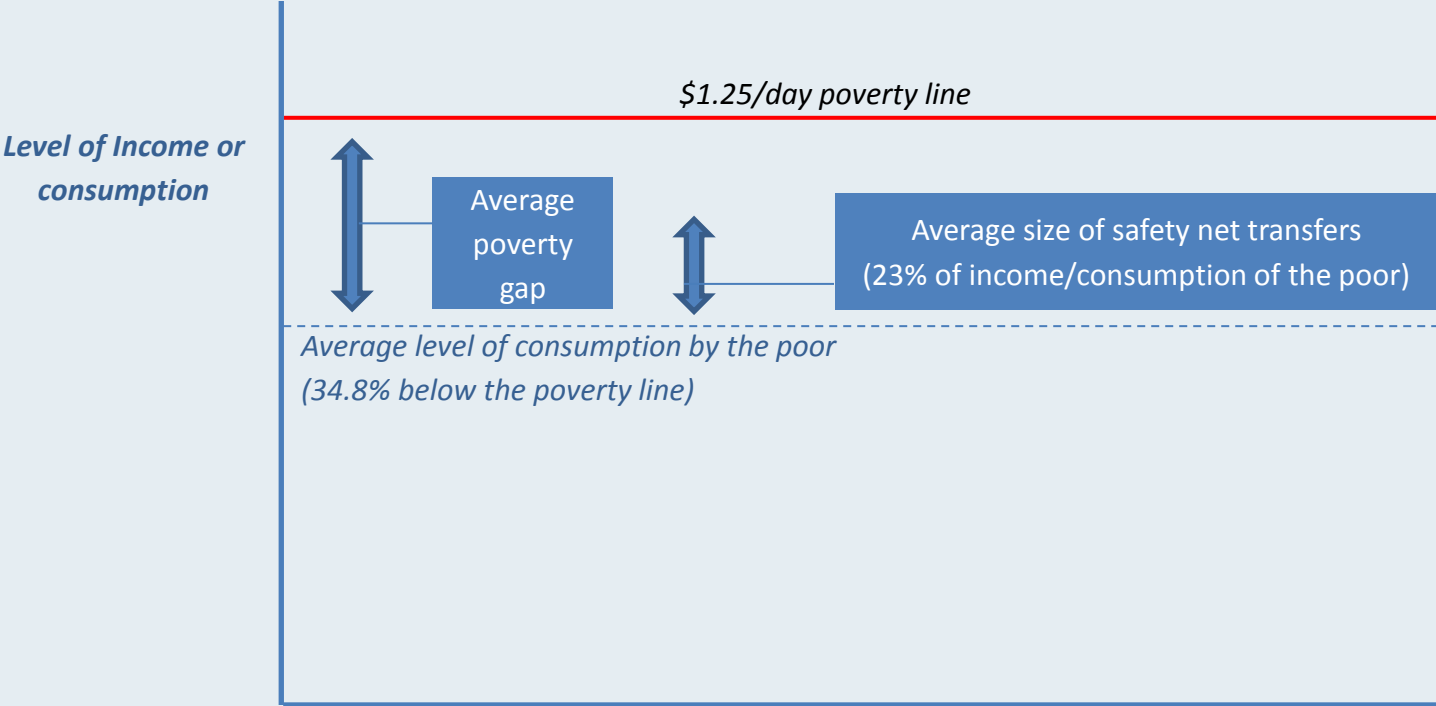 $1.25/day poverty line
Level of Income or
consumption
Average
poverty
gap
Average size of safety net transfers
(23% of income/consumption of the poor)
Average level of consumption by the poor
(34.8% below the poverty line)